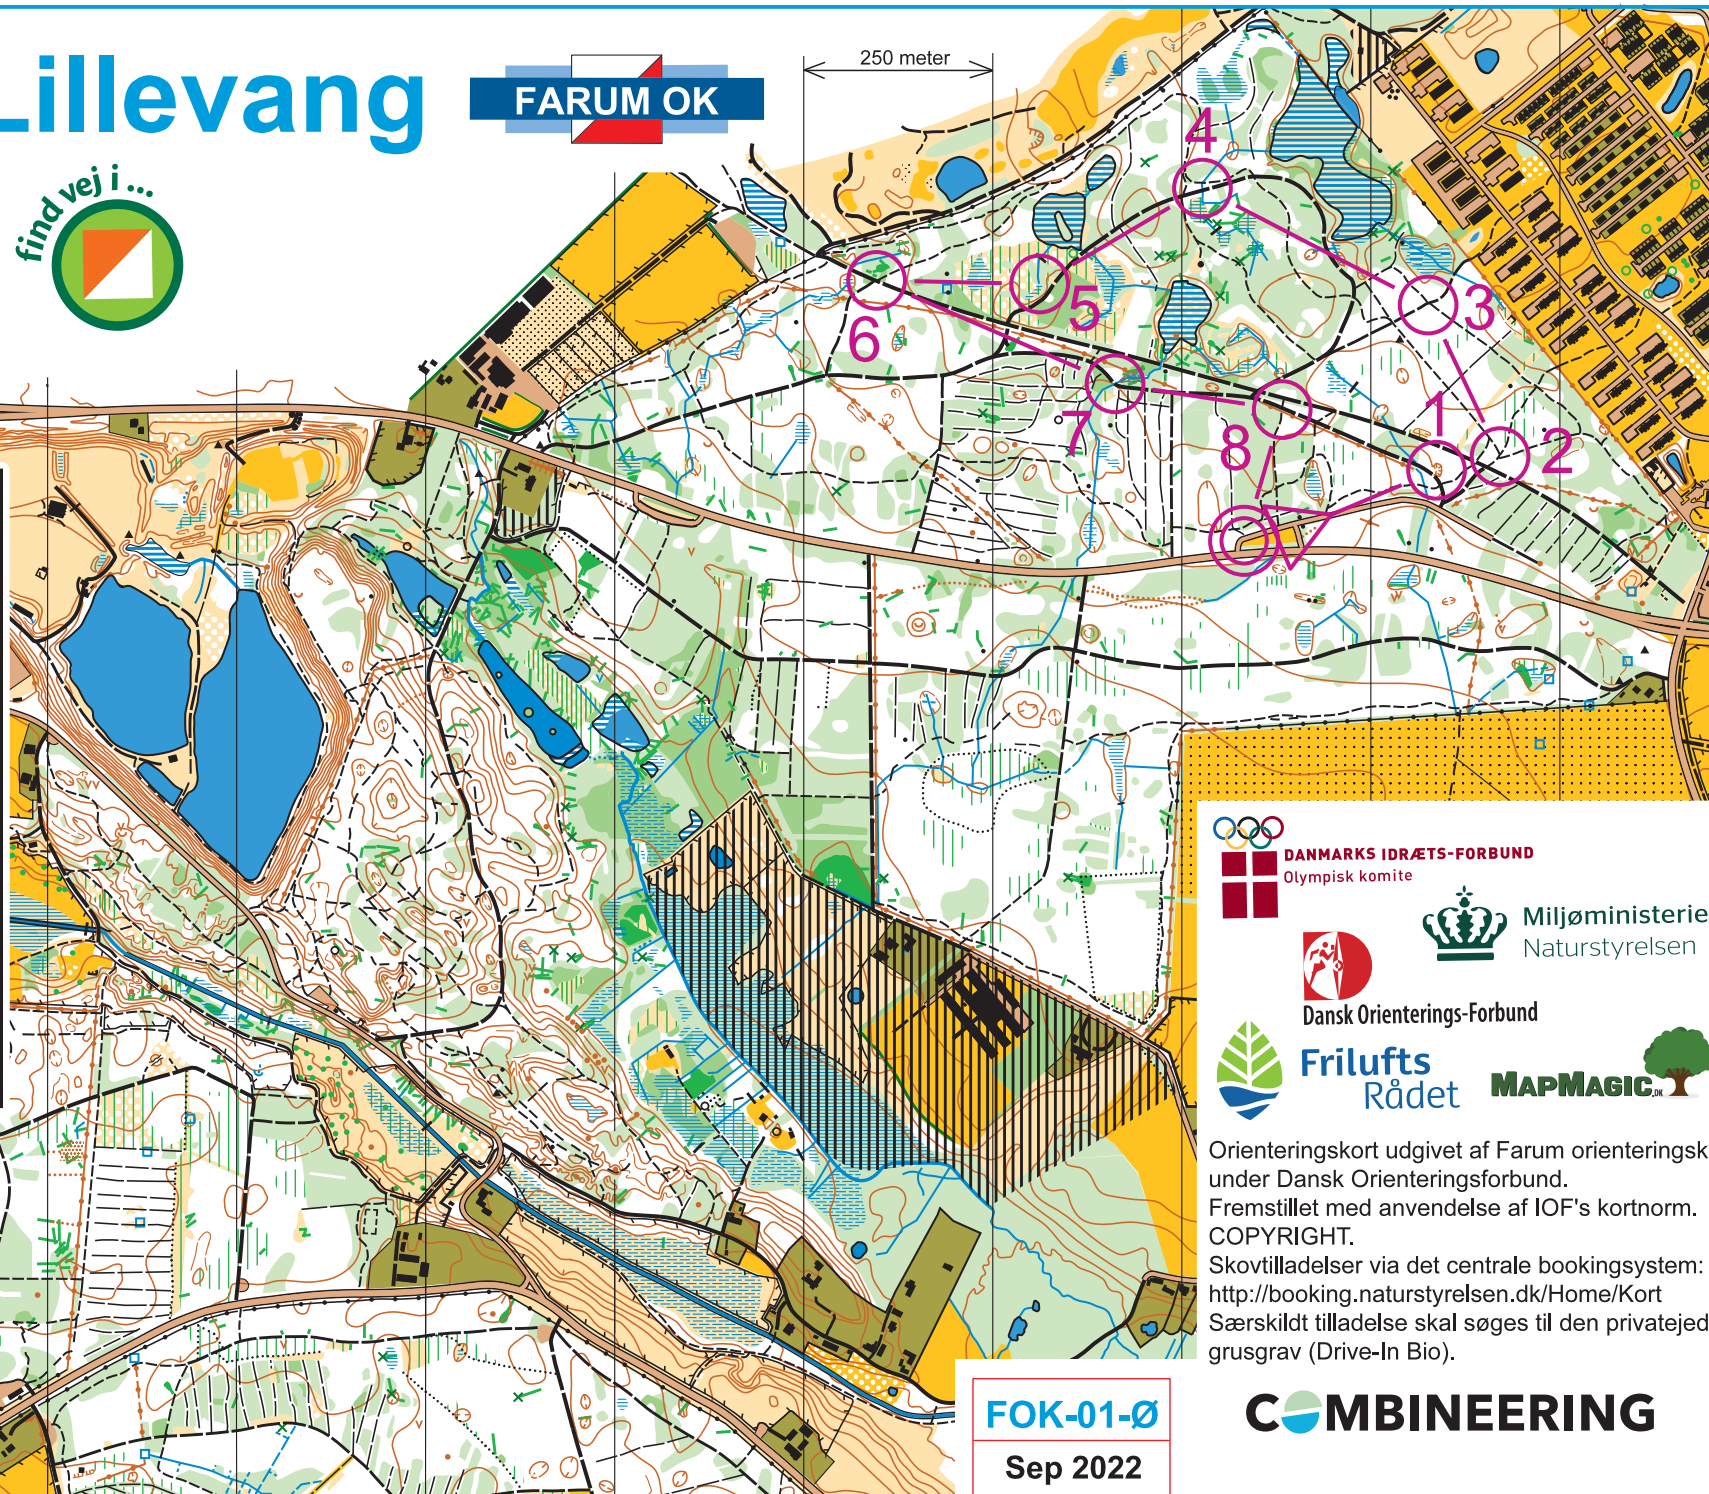 Lillevang
FARUM OK
250 meter
find vej i ...
4
3
5
6
7
1
2
8
DANMARKS IDRÆTS-FORBUND
Olympisk komite
Miljøministerie
Naturstyrelsen
Dansk Orienterings-Forbund
Frilufts
Rådet
MAPMAGIC.DK
Orienteringskort udgivet af Farum orienteringsk
under Dansk Orienteringsforbund.
Fremstillet med anvendelse af IOF's kortnorm.
COPYRIGHT.
Skovtilladelser via det centrale bookingsystem:
http://booking.naturstyrelsen.dk/Home/Kort
Særskildt tilladelse skal søges til den privatejed
grusgrav (Drive-In Bio).
FOK-01-Ø
Sep 2022
COMBINEERING